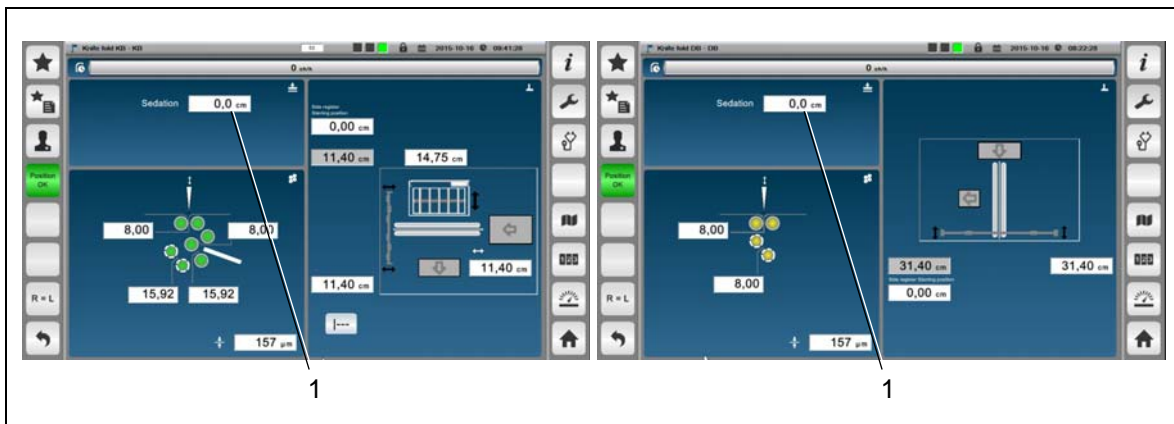 Knife fold KB - KB
2015-10-16 09:41:28
0
Sedation 0,0 cm
Side register
Starting position
0,00 cm
11,40 cm 14,75 cm
Position
OK
8,00 8,00
15,92 15,92
11,40 cm
11,40 cm
R = L
157 µm
i
123
1
Knife fold DB - DB
2015-10-16 08:22:28
0
Sedation 0,0 cm
Position
OK
8,00
8,00
31,40 cm 31,40 cm
Side register Starting position
0,00 cm
R = L
157 µm
i
123
1